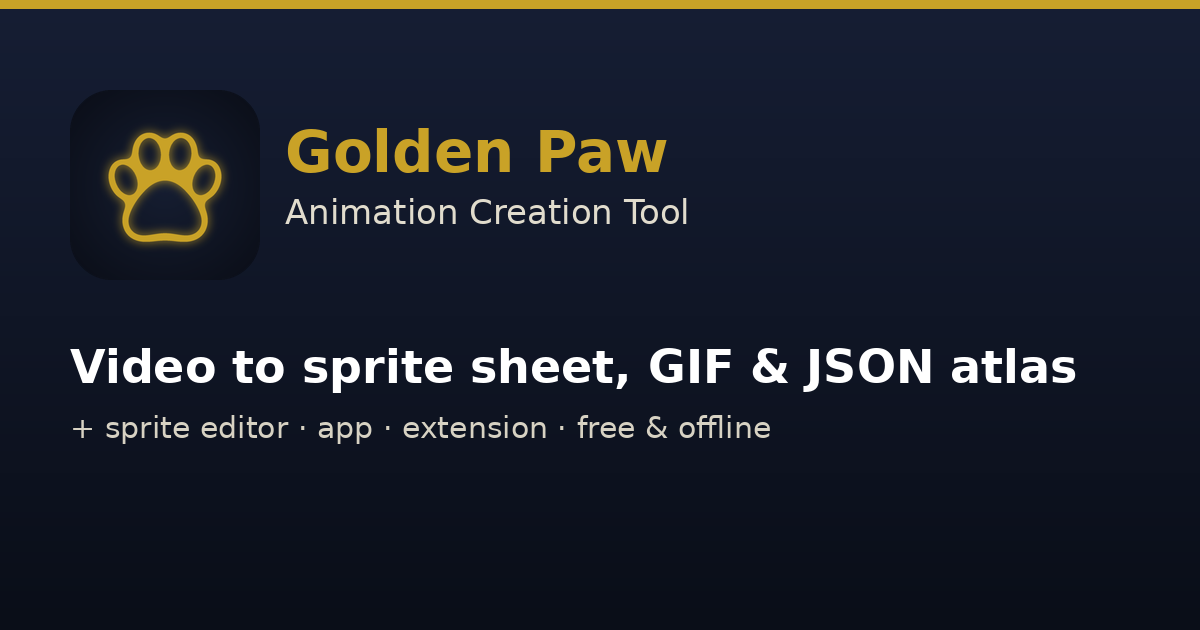 Golden Paw
Animation Creation Tool
Video to sprite sheet, GIF & JSON atlas
+ sprite editor · app · extension · free & offline